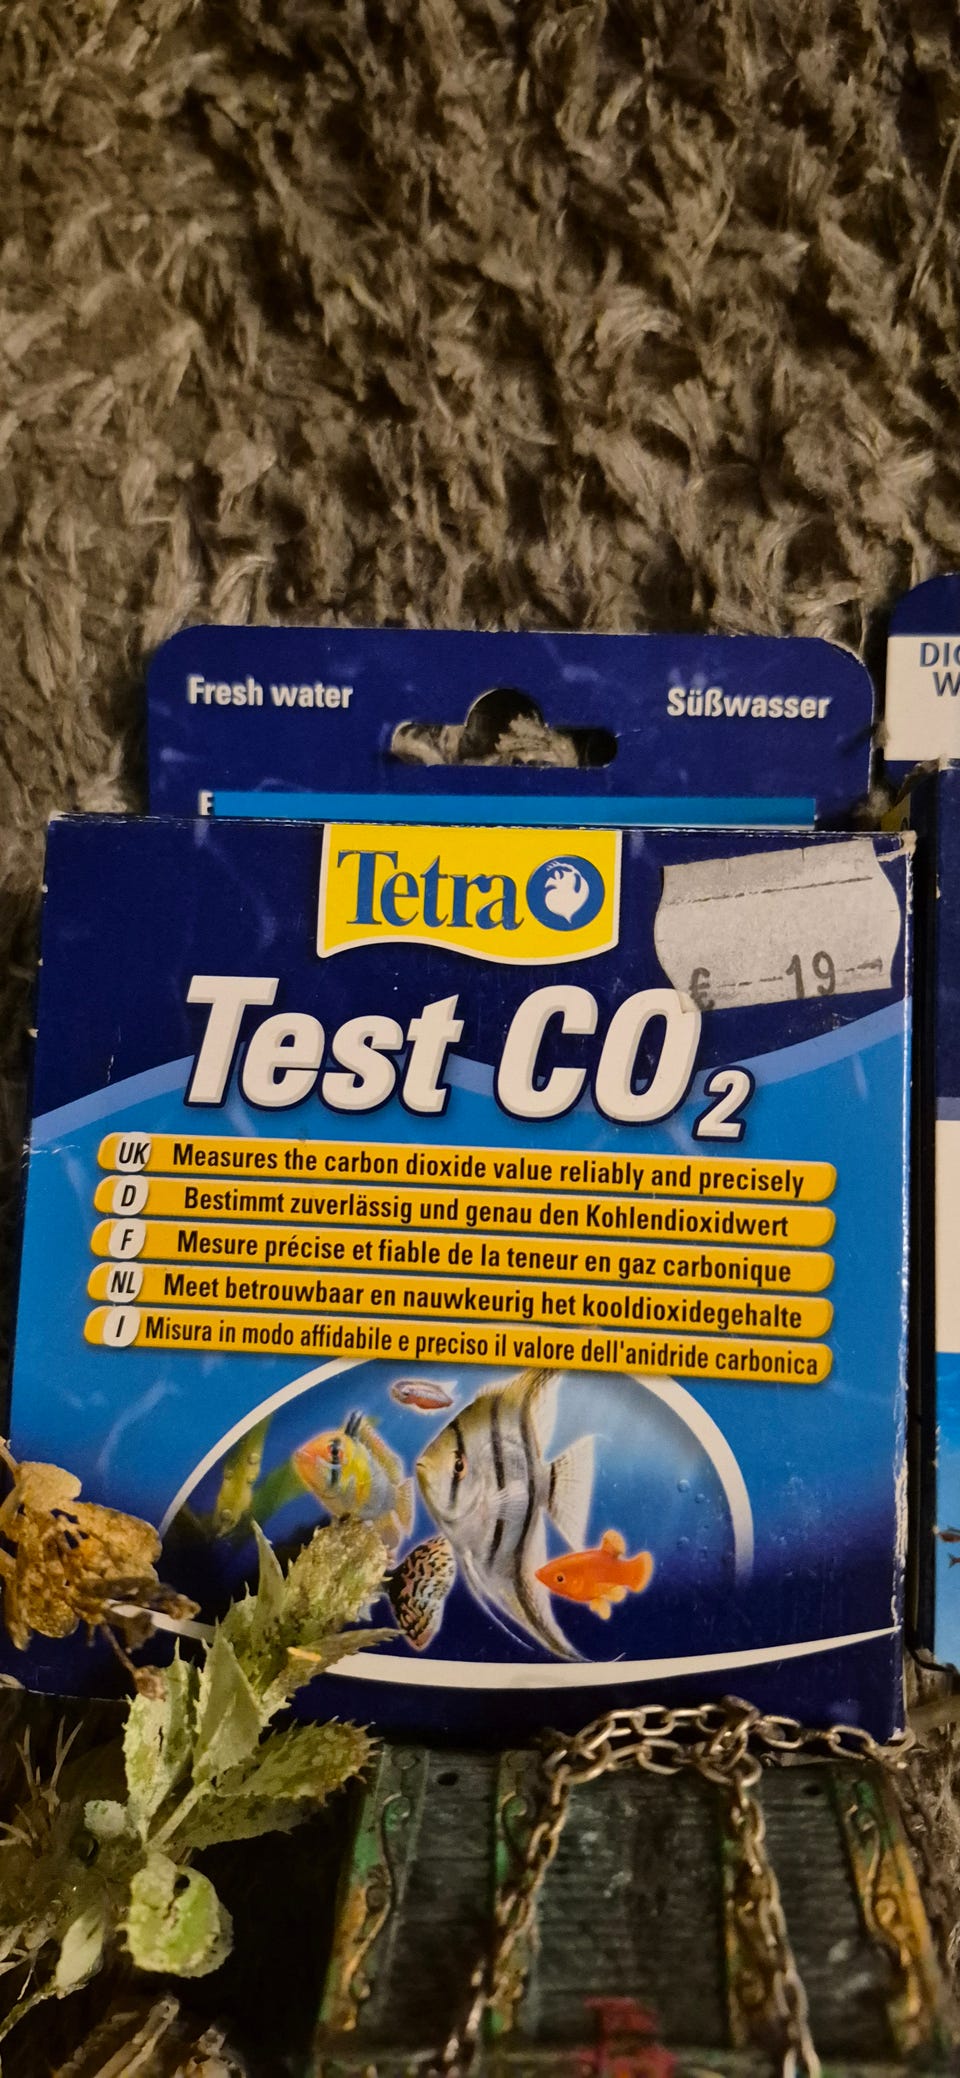 Fresh water
Süßwasser
DIO
W
Tetra
€ 19
Test CO2
UK Measures the carbon dioxide value reliably and precisely
D Bestimmt zuverlässig und genau den Kohlendioxidwert
F Mesure précise et fiable de la teneur en gaz carbonique
NL Meet betrouwbaar en nauwkeurig het kooldioxidegehalte
I Misura in modo affidabile e preciso il valore dell'anidride carbonica